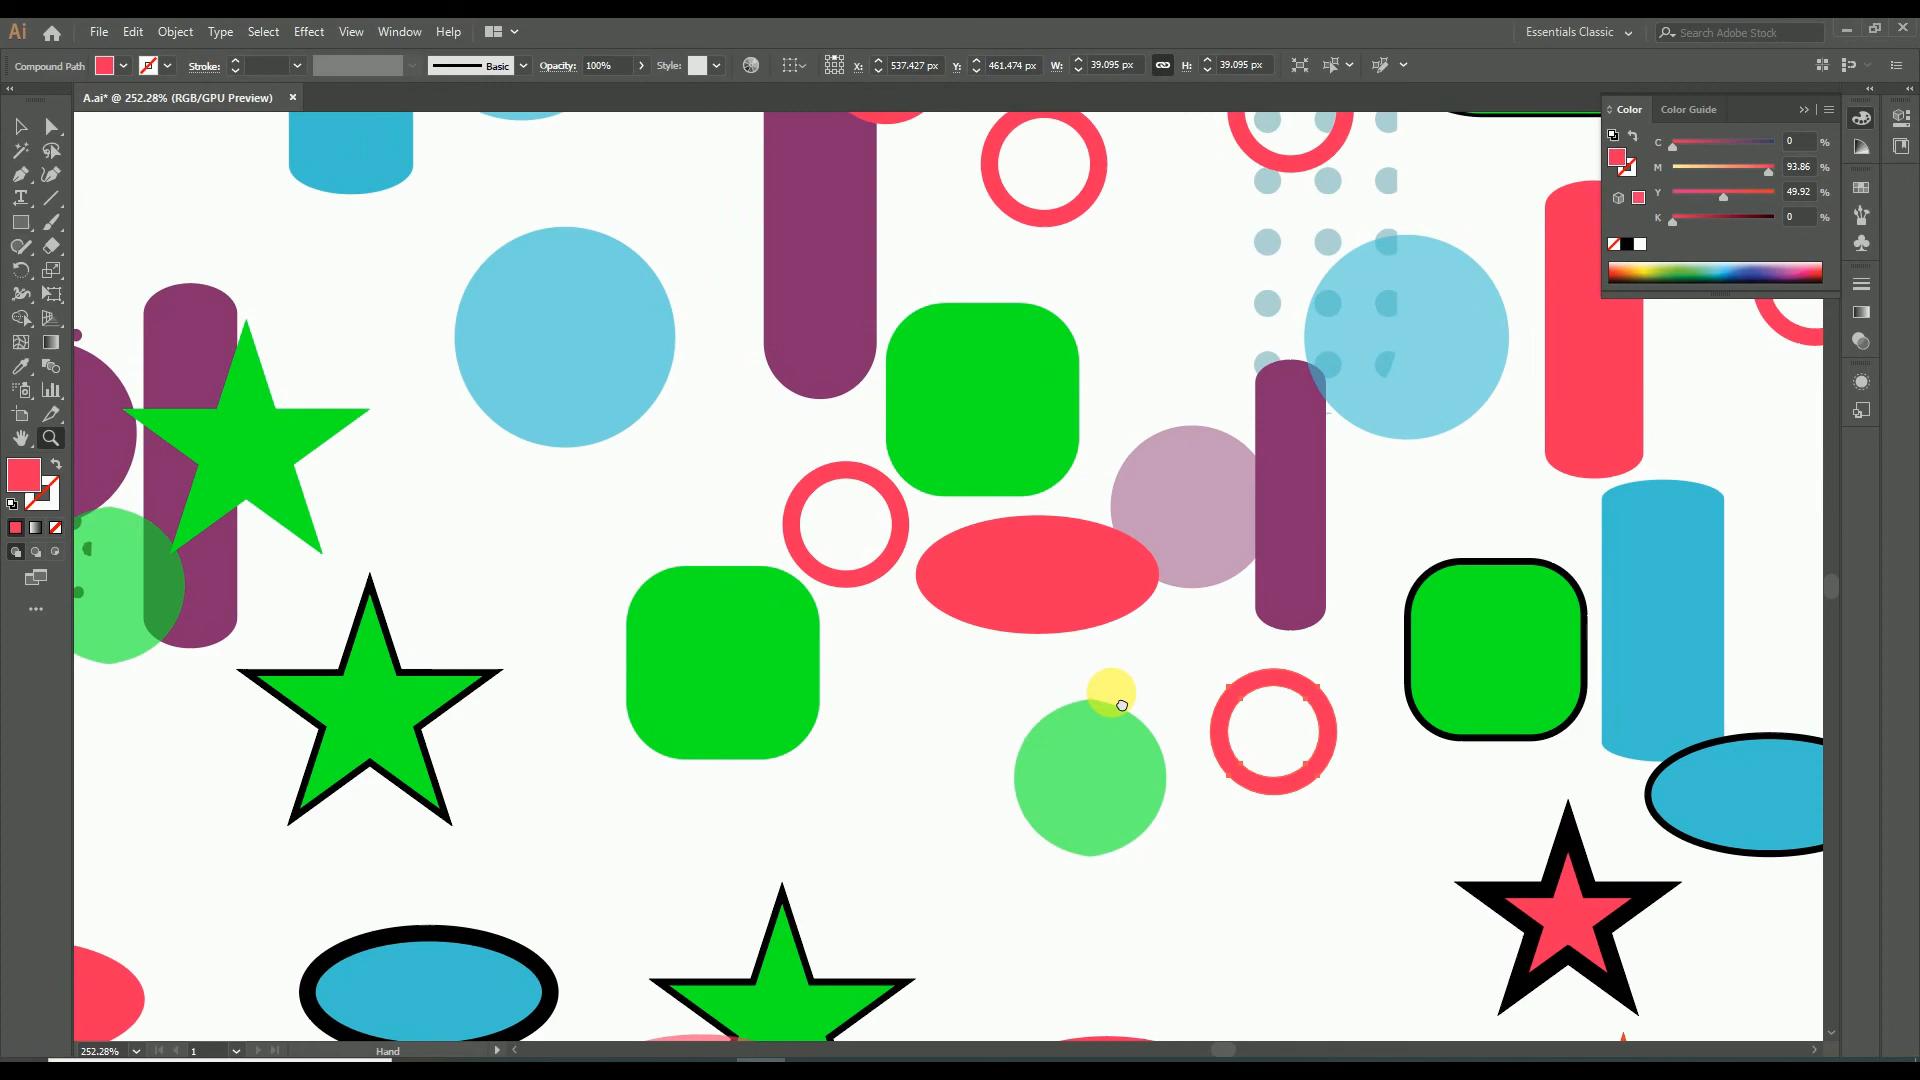 Ai File Edit Object Type Select Effect View Window Help Essentials Classic Search Adobe Stock
Compound Path Stroke: Basic Opacity: 100% Style: X: 537.427 px Y: 461.474 px W: 39.095 px H: 39.095 px
A.ai* @ 252.28% (RGB/GPU Preview)
Color Color Guide
C 0 %
M 93.86 %
Y 49.92 %
K 0 %
252.28% 1 Hand